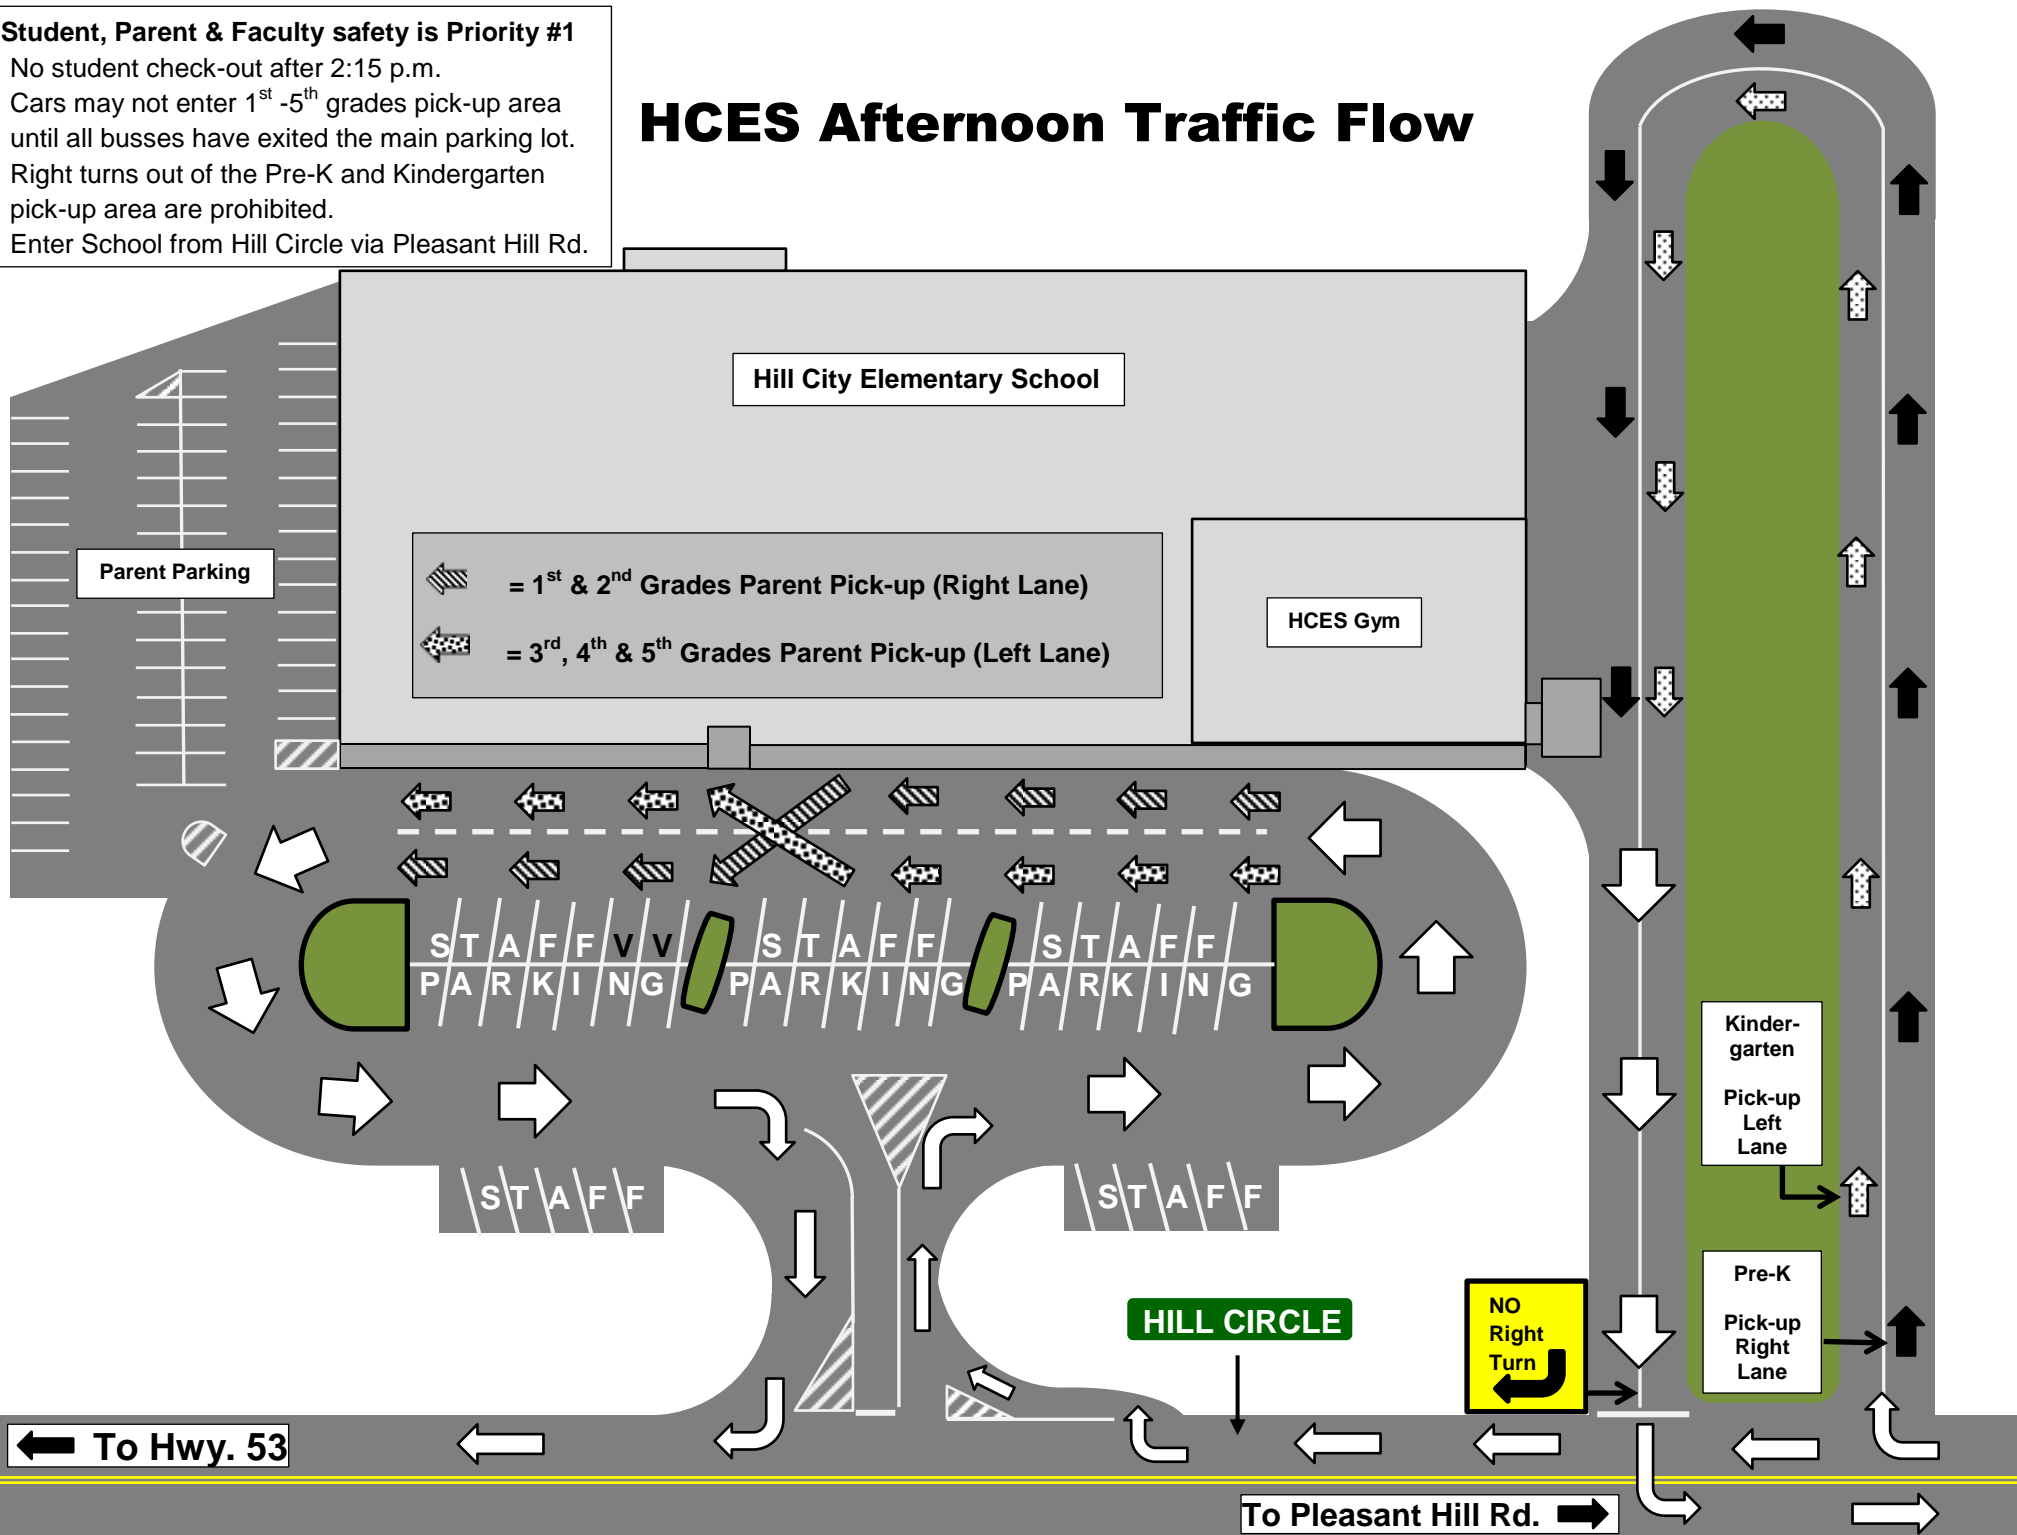 Student, Parent & Faculty safety is Priority #1
No student check-out after 2:15 p.m.
Cars may not enter 1st -5th grades pick-up area
until all busses have exited the main parking lot.
Right turns out of the Pre-K and Kindergarten
pick-up area are prohibited.
Enter School from Hill Circle via Pleasant Hill Rd.
HCES Afternoon Traffic Flow
Hill City Elementary School
Parent Parking
= 1st & 2nd Grades Parent Pick-up (Right Lane)
= 3rd, 4th & 5th Grades Parent Pick-up (Left Lane)
HCES Gym
STAFF V V
PARKING
STAFF
PARKING
STAFF
PARKING
STAFF
STAFF
Kinder-
garten
Pick-up
Left
Lane
Pre-K
Pick-up
Right
Lane
NO
Right
Turn
HILL CIRCLE
To Hwy. 53
To Pleasant Hill Rd.